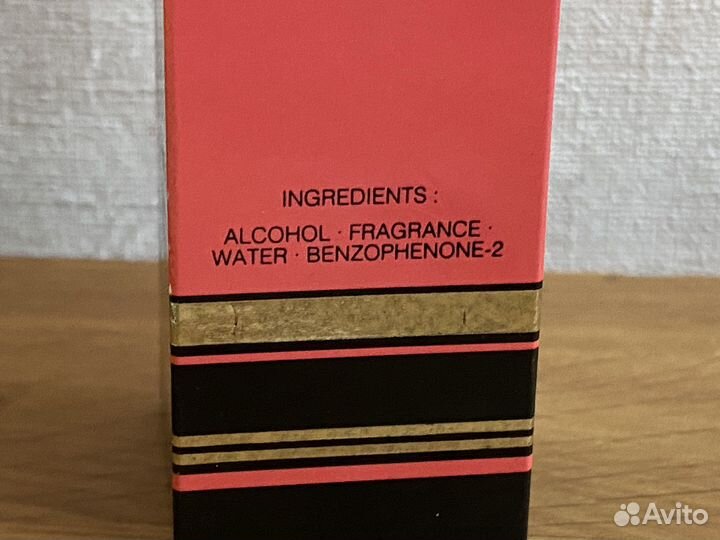 INGREDIENTS :
ALCOHOL · FRAGRANCE ·
WATER · BENZOPHENONE-2
Avito